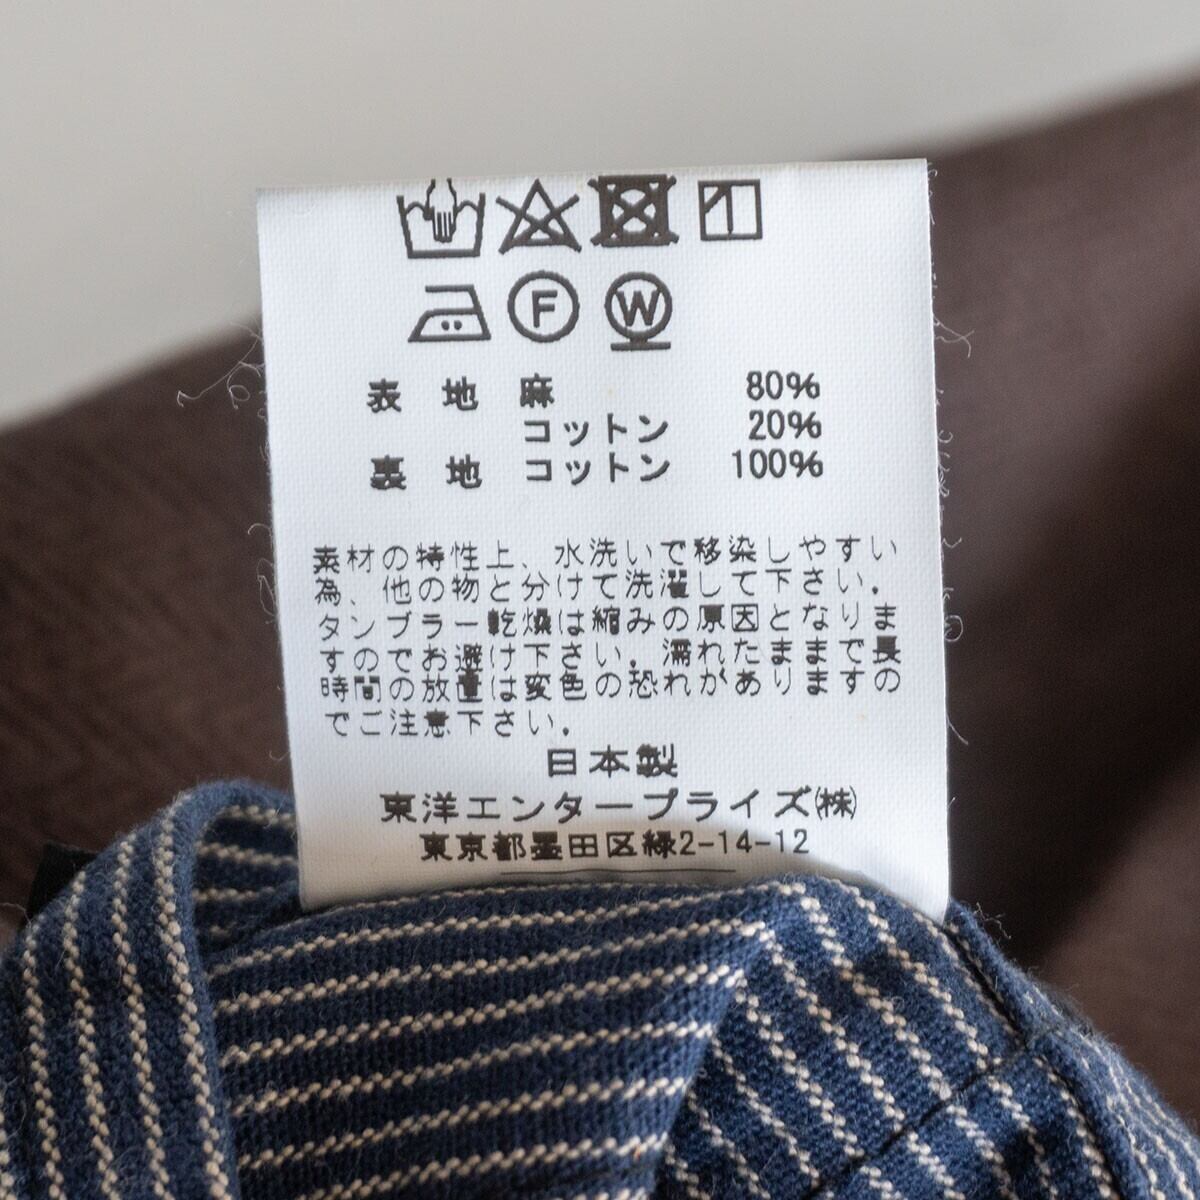 F W
表 地 麻 80%
コットン 20%
裏 地 コットン 100%
素材の特性上、水洗いで移染しやすい
為、他の物と分けて洗濯して下さい。
タンブラー乾燥は縮みの原因となりま
すのでお避け下さい。濡れたままで長
時間の放置は変色の恐れがありますの
でご注意下さい。
日本製
東洋エンタープライズ㈱
東京都墨田区緑2-14-12